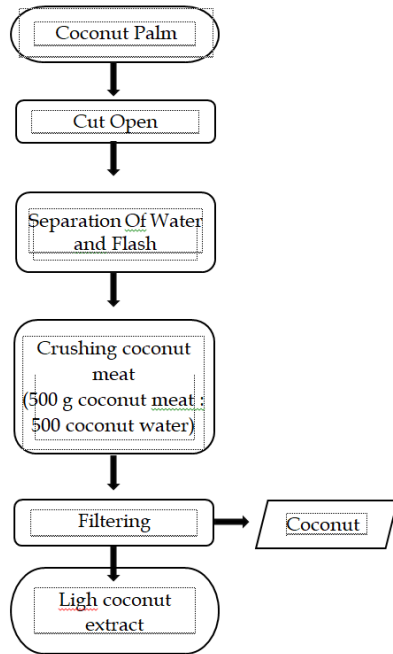 Coconut Palm
Cut Open
Separation Of Water
and Flash
Crushing coconut
meat
(500 g coconut meat :
500 coconut water)
Filtering
Coconut
Ligh coconut
extract